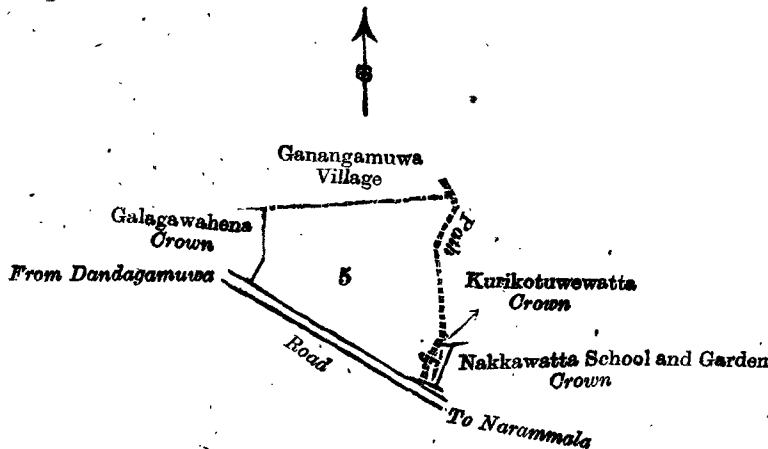 Ganangamuwa
Village
Galagawahena
Crown
Path
From Dandagamuwa
5
Kurikotuwewatta
Crown
Road
Nakkawatta School and Garden
Crown
To Narammala